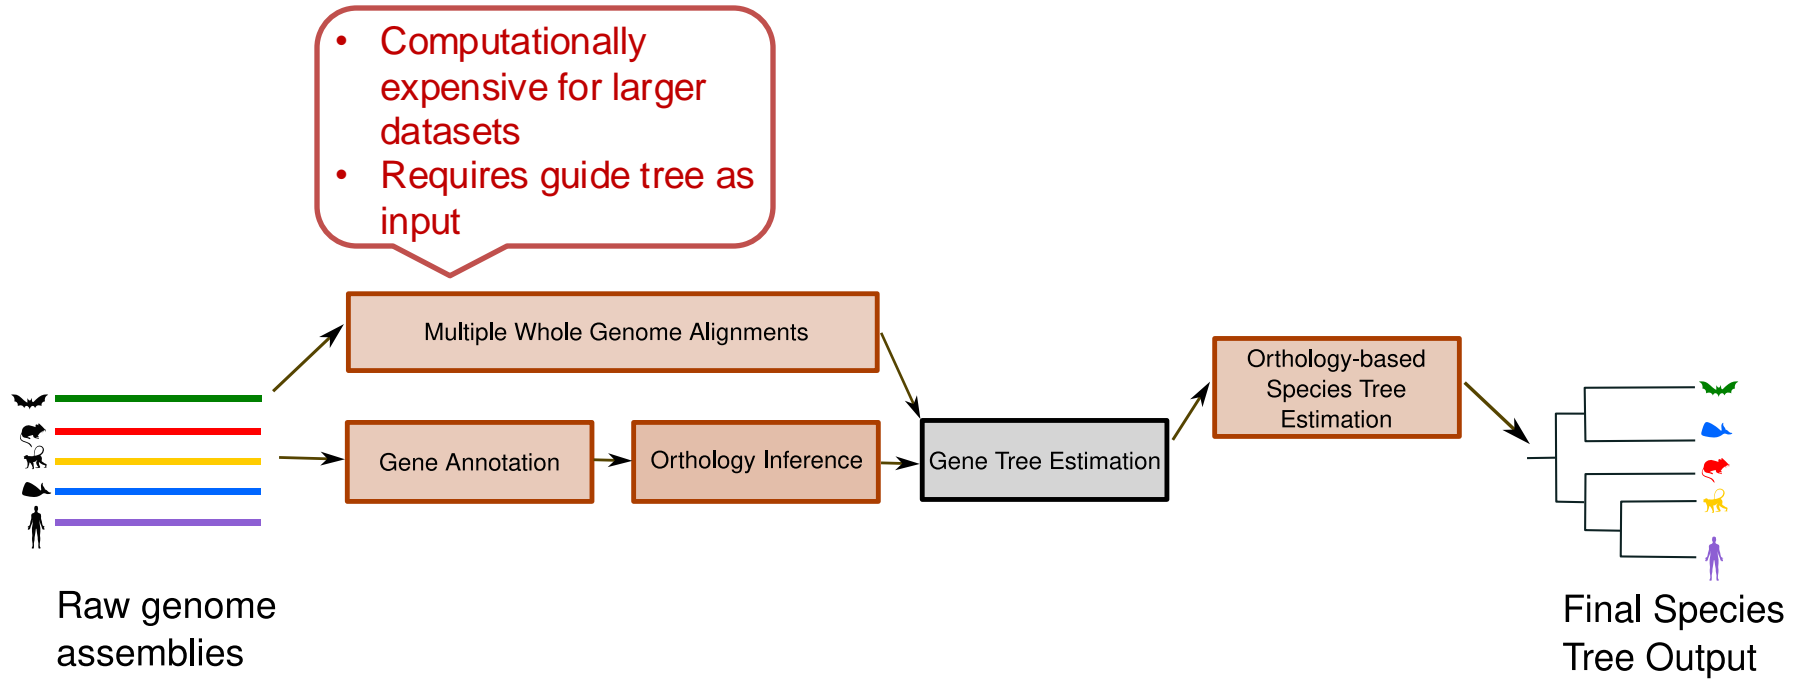 • Computationally
expensive for larger
datasets
• Requires guide tree as
input
Multiple Whole Genome Alignments
Gene Annotation
Orthology Inference
Gene Tree Estimation
Orthology-based
Species Tree
Estimation
Raw genome
assemblies
Final Species
Tree Output